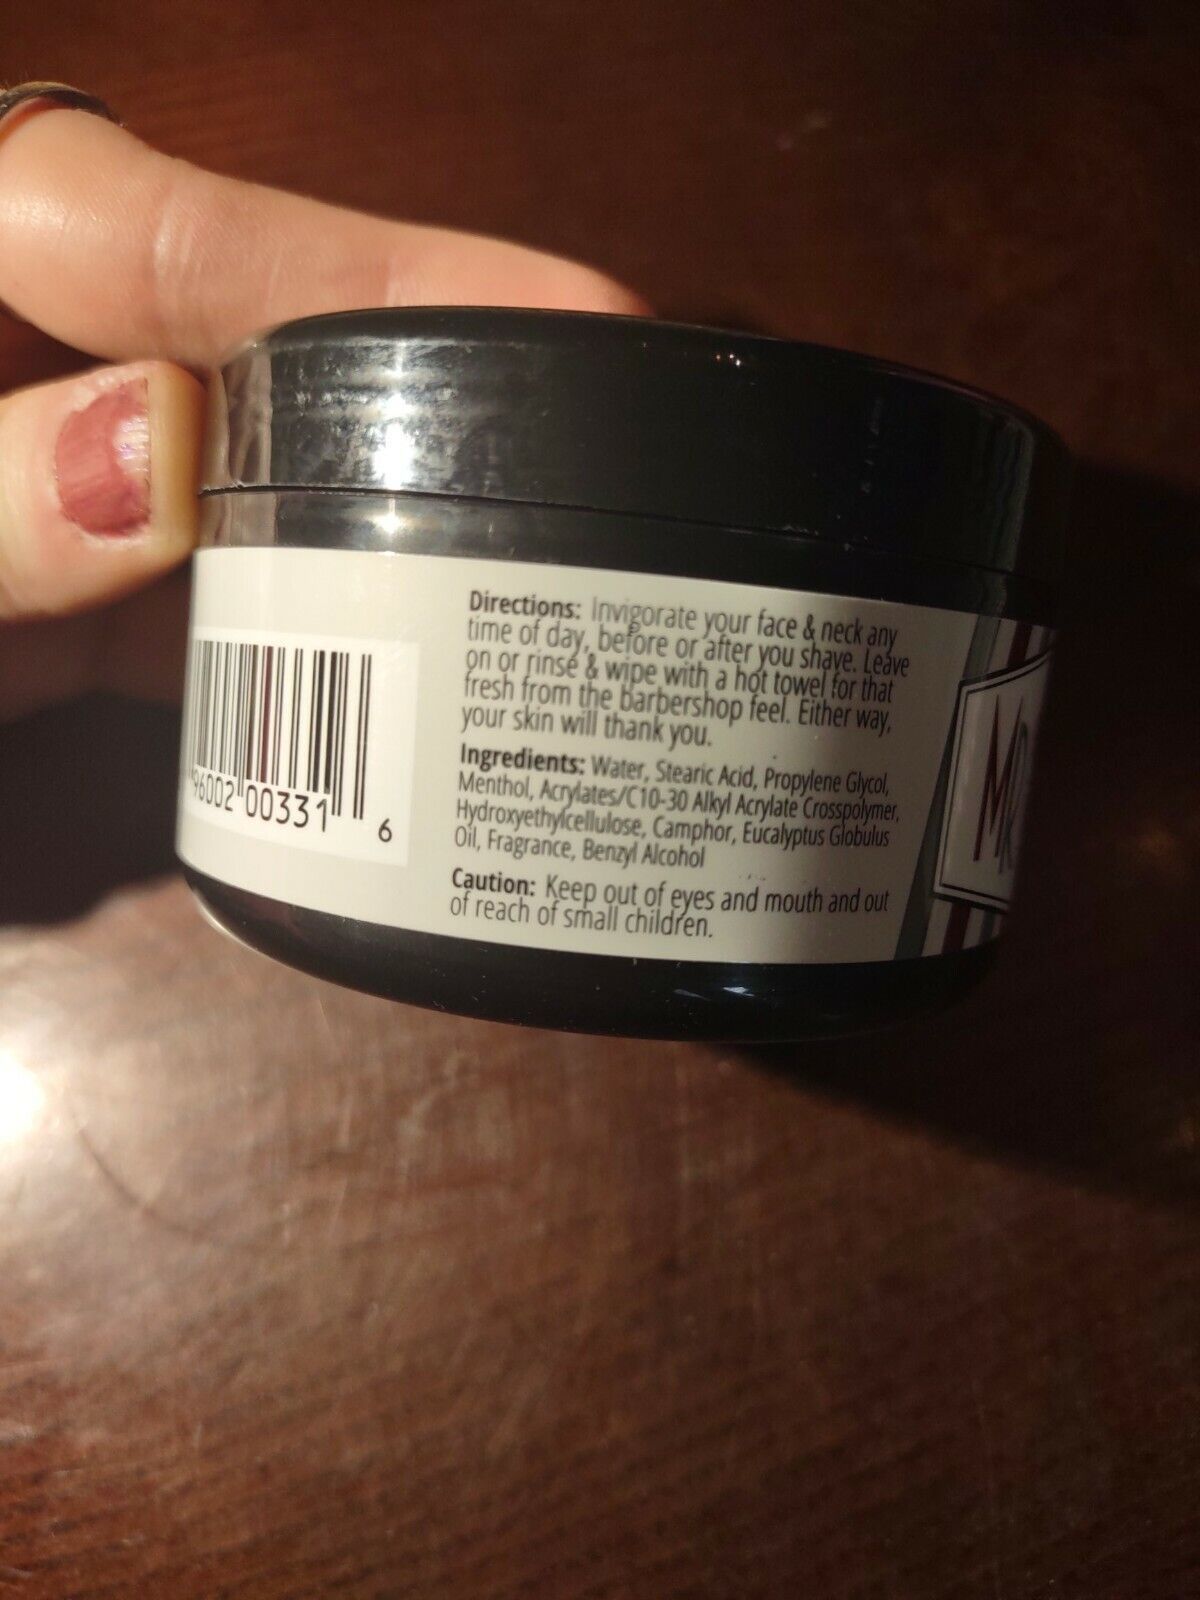 Directions: Invigorate your face & neck any
time of day, before or after you shave. Leave
on or rinse & wipe with a hot towel for that
fresh from the barbershop feel. Either way,
your skin will thank you.
Ingredients: Water, Stearic Acid, Propylene Glycol,
Menthol, Acrylates/C10-30 Alkyl Acrylate Crosspolymer,
Hydroxyethylcellulose, Camphor, Eucalyptus Globulus
Oil, Fragrance, Benzyl Alcohol
Caution: Keep out of eyes and mouth and out
of reach of small children.
96002 00331 6
MR